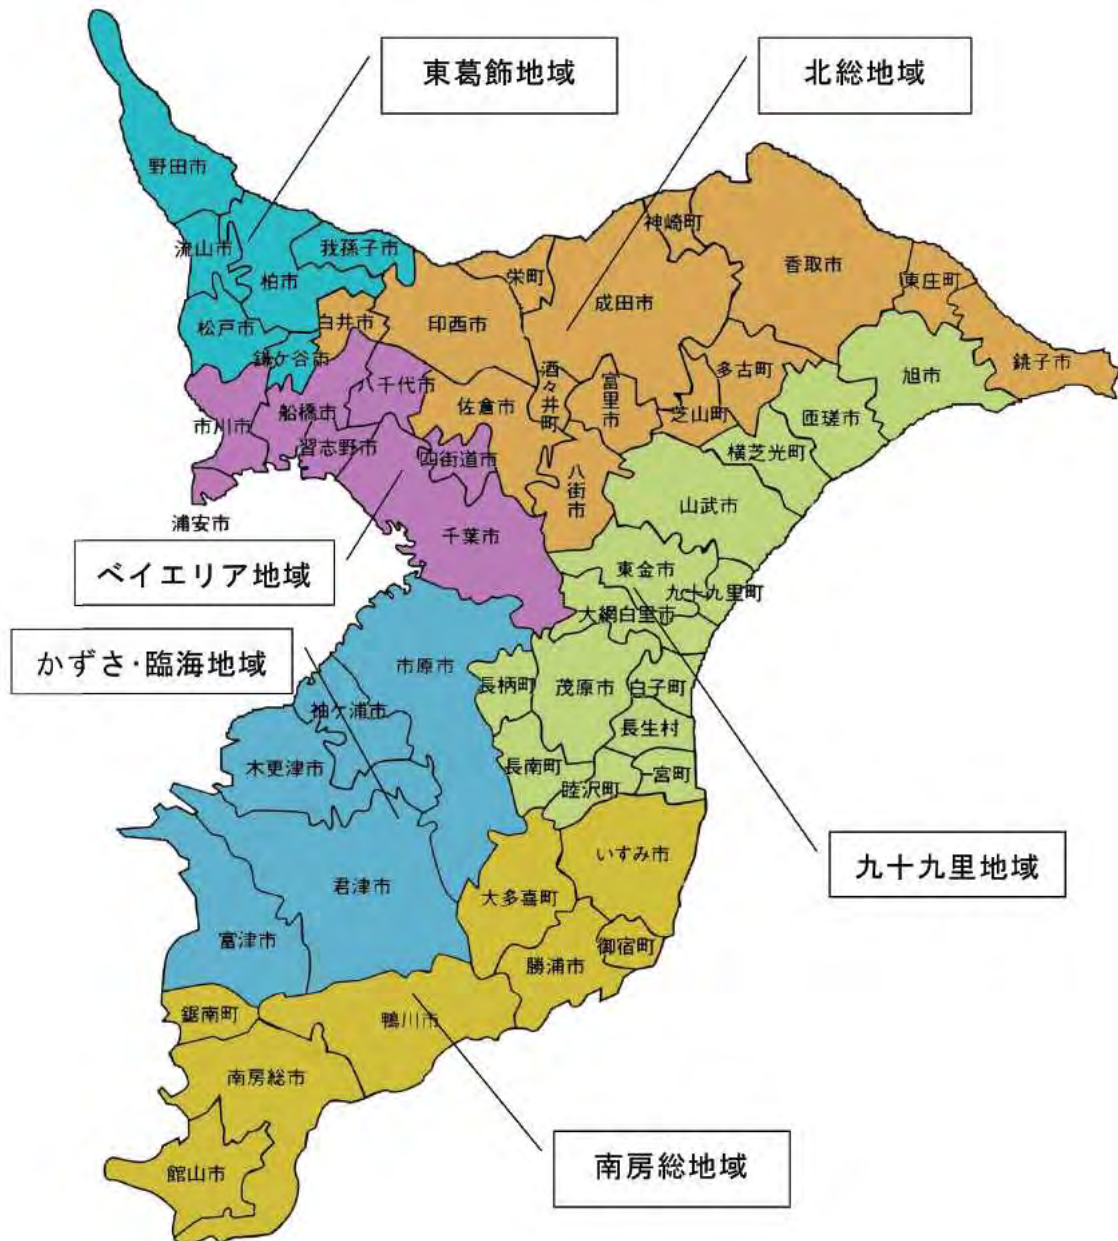 東葛飾地域
北総地域
野田市
神崎町
流山市
我孫子市
香取市
柏市
栄町
成田市
東庄町
松戸市
白井市
印西市
鎌ケ谷市
八千代市
酒々井町
富里市
多古町
旭市
銚子市
船橋市
佐倉市
芝山町
匝瑳市
市川市
習志野市
四街道市
八街市
横芝光町
山武市
浦安市
千葉市
ベイエリア地域
東金市
九十九里町
大網白里市
かずさ・臨海地域
市原市
長柄町
茂原市
白子町
袖ケ浦市
長生村
木更津市
長南町
一宮町
睦沢町
いすみ市
九十九里地域
君津市
大多喜町
富津市
勝浦市
御宿町
鋸南町
鴨川市
南房総市
南房総地域
館山市